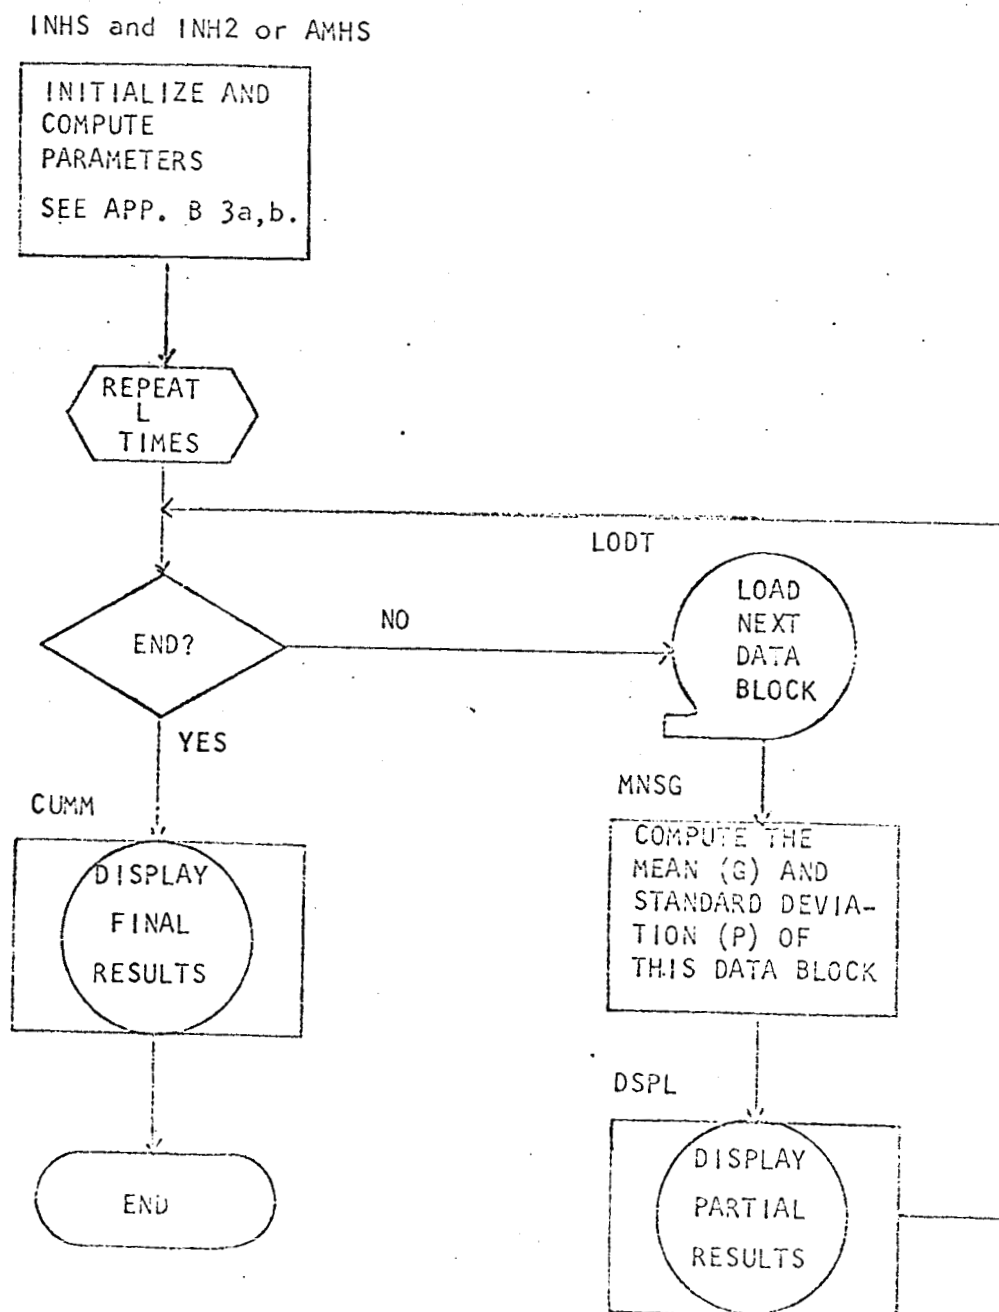 INHS and INH2 or AMHS
INITIALIZE AND
COMPUTE
PARAMETERS
SEE APP. B 3a,b.
REPEAT
L
TIMES
LODT
END?
NO
LOAD
NEXT
DATA
BLOCK
YES
CUMM
DISPLAY
FINAL
RESULTS
END
MNSG
COMPUTE THE
MEAN (G) AND
STANDARD DEVIA-
TION (P) OF
THIS DATA BLOCK
DSPL
DISPLAY
PARTIAL
RESULTS